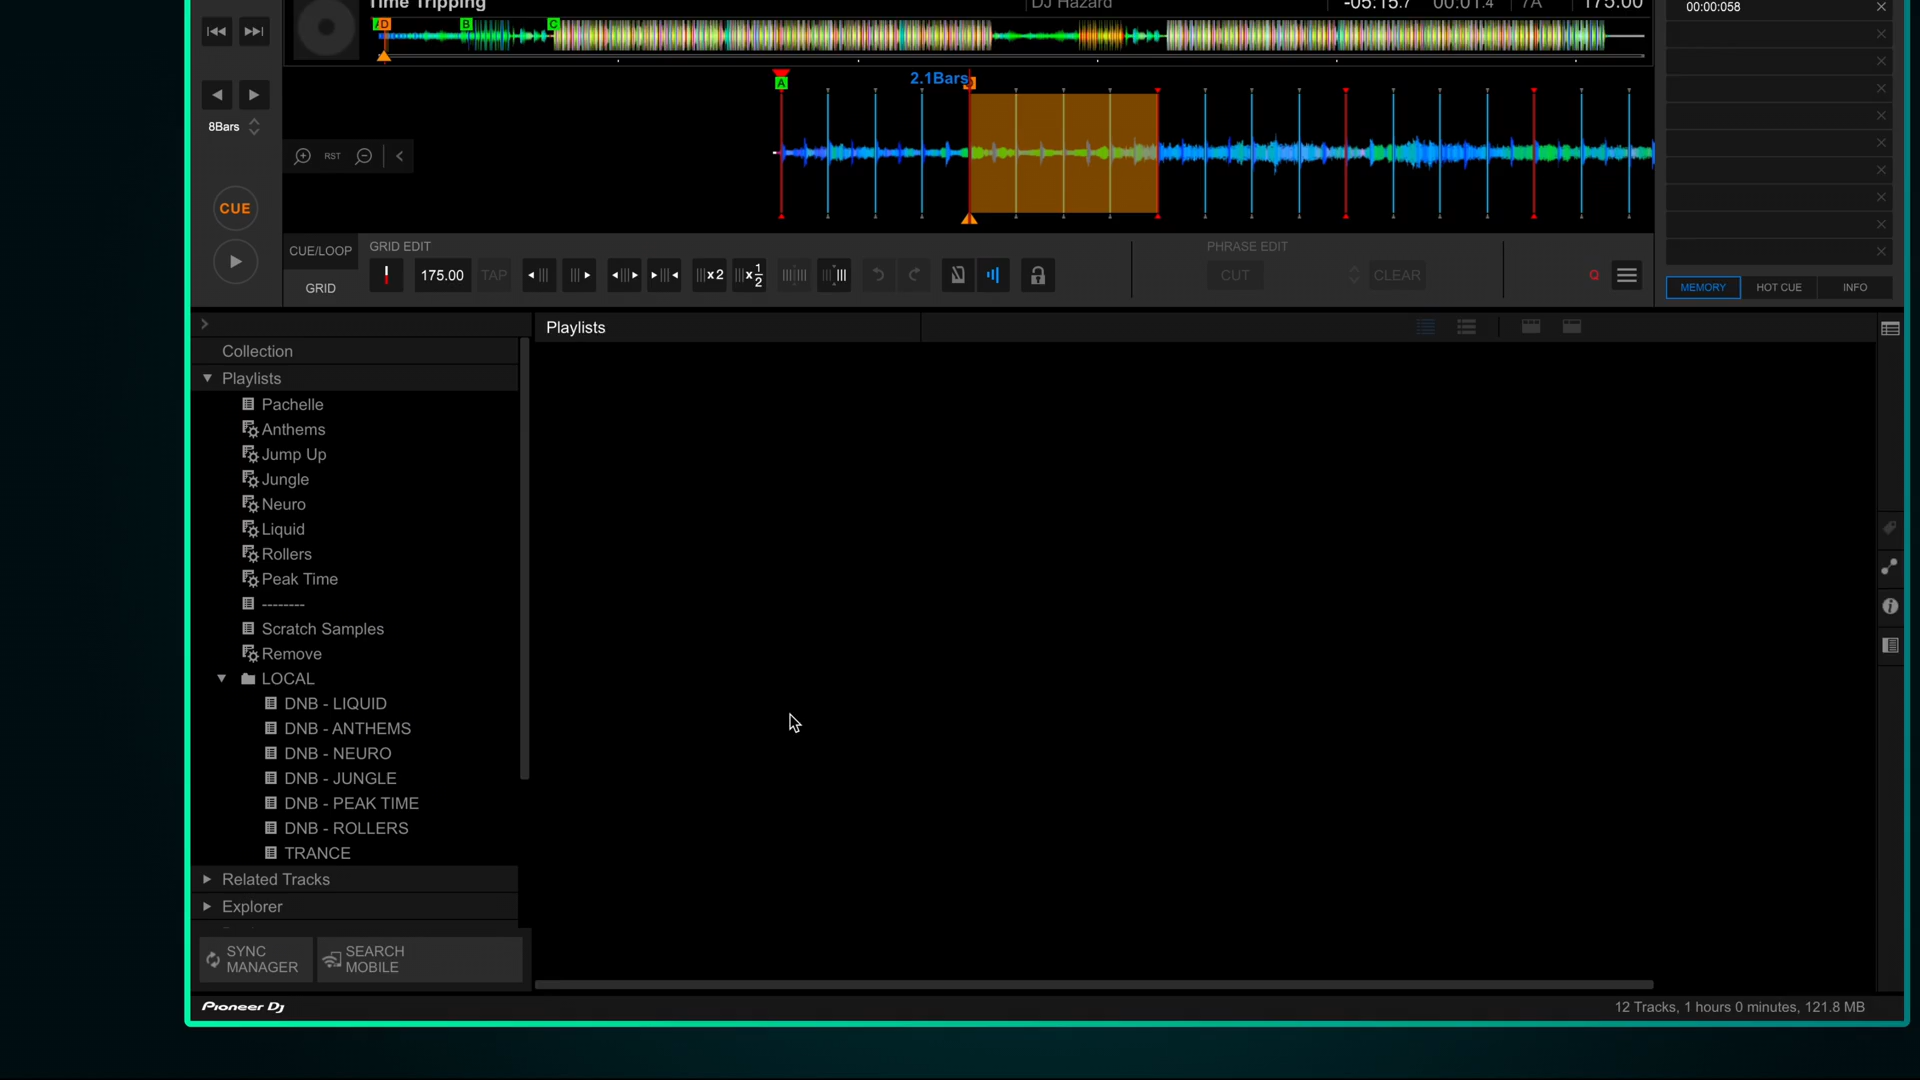 Time Tripping
DJ Hazard
-05:15.7 00:01.4 7A 175.00
00:00:058
D B C
A
2.1Bars
8Bars
RST
CUE
CUE/LOOP
GRID
GRID EDIT
175.00 TAP x2 x1/2
PHRASE EDIT
CUT CLEAR
Q
MEMORY HOT CUE INFO
Playlists
Collection
Playlists
Pachelle
Anthems
Jump Up
Jungle
Neuro
Liquid
Rollers
Peak Time
--------
Scratch Samples
Remove
LOCAL
DNB - LIQUID
DNB - ANTHEMS
DNB - NEURO
DNB - JUNGLE
DNB - PEAK TIME
DNB - ROLLERS
TRANCE
Related Tracks
Explorer
SYNC
MANAGER
SEARCH
MOBILE
Pioneer Dj
12 Tracks, 1 hours 0 minutes, 121.8 MB